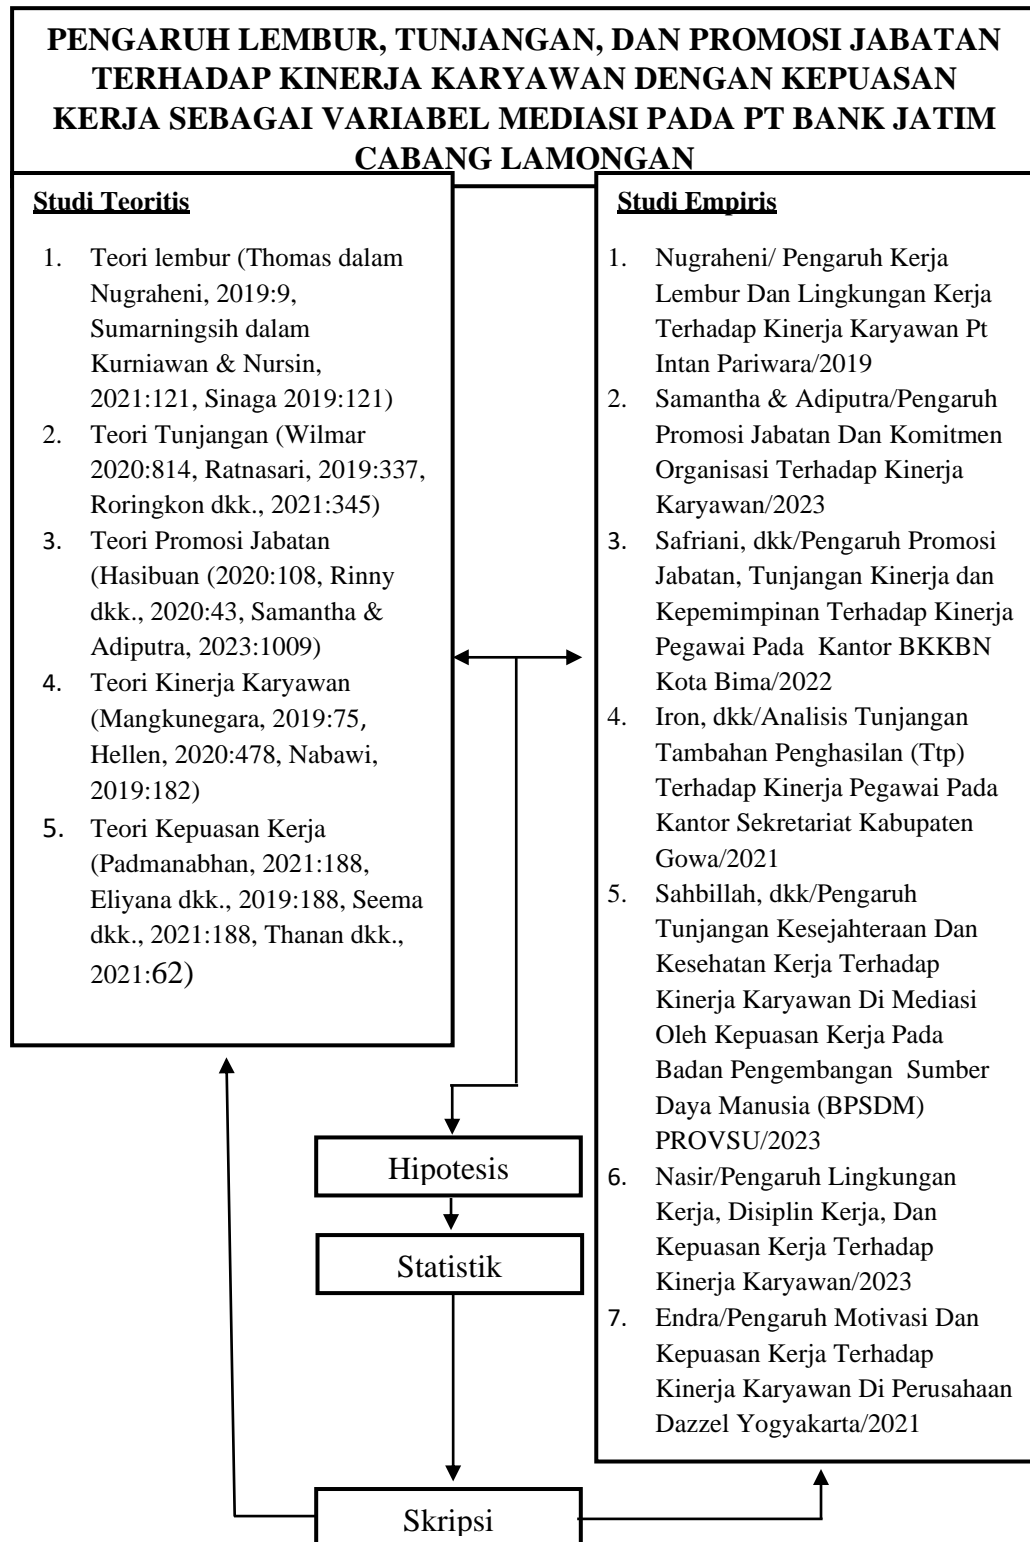 PENGARUH LEMBUR, TUNJANGAN, DAN PROMOSI JABATAN
TERHADAP KINERJA KARYAWAN DENGAN KEPUASAN
KERJA SEBAGAI VARIABEL MEDIASI PADA PT BANK JATIM
CABANG LAMONGAN
Studi Teoritis
1. Teori lembur (Thomas dalam
Nugraheni, 2019:9,
Sumarningsih dalam
Kurniawan & Nursin,
2021:121, Sinaga 2019:121)
2. Teori Tunjangan (Wilmar
2020:814, Ratnasari, 2019:337,
Roringkon dkk., 2021:345)
3. Teori Promosi Jabatan
(Hasibuan (2020:108, Rinny
dkk., 2020:43, Samantha &
Adiputra, 2023:1009)
4. Teori Kinerja Karyawan
(Mangkunegara, 2019:75,
Hellen, 2020:478, Nabawi,
2019:182)
5. Teori Kepuasan Kerja
(Padmanabhan, 2021:188,
Eliyana dkk., 2019:188, Seema
dkk., 2021:188, Thanan dkk.,
2021:62)
Studi Empiris
1. Nugraheni/ Pengaruh Kerja
Lembur Dan Lingkungan Kerja
Terhadap Kinerja Karyawan Pt
Intan Pariwara/2019
2. Samantha & Adiputra/Pengaruh
Promosi Jabatan Dan Komitmen
Organisasi Terhadap Kinerja
Karyawan/2023
3. Safriani, dkk/Pengaruh Promosi
Jabatan, Tunjangan Kinerja dan
Kepemimpinan Terhadap Kinerja
Pegawai Pada Kantor BKKBN
Kota Bima/2022
4. Iron, dkk/Analisis Tunjangan
Tambahan Penghasilan (Ttp)
Terhadap Kinerja Pegawai Pada
Kantor Sekretariat Kabupaten
Gowa/2021
5. Sahbillah, dkk/Pengaruh
Tunjangan Kesejahteraan Dan
Kesehatan Kerja Terhadap
Kinerja Karyawan Di Mediasi
Oleh Kepuasan Kerja Pada
Badan Pengembangan Sumber
Daya Manusia (BPSDM)
PROVSU/2023
6. Nasir/Pengaruh Lingkungan
Kerja, Disiplin Kerja, Dan
Kepuasan Kerja Terhadap
Kinerja Karyawan/2023
7. Endra/Pengaruh Motivasi Dan
Kepuasan Kerja Terhadap
Kinerja Karyawan Di Perusahaan
Dazzel Yogyakarta/2021
Hipotesis
Statistik
Skripsi